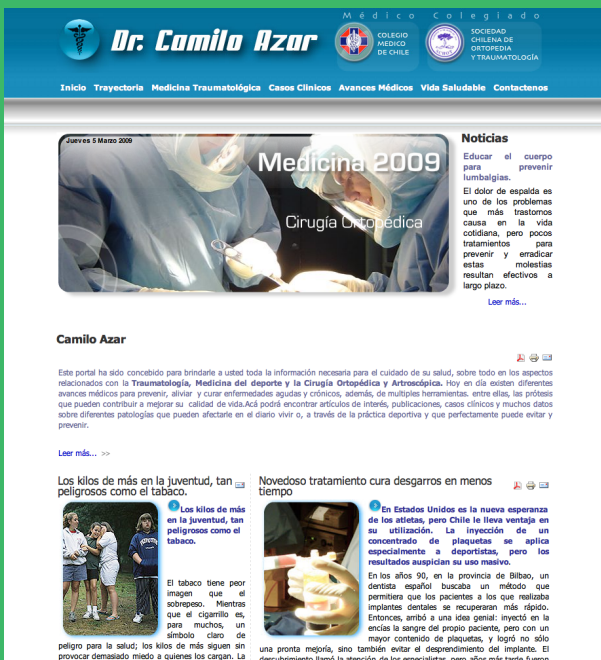 Médico Colegiado
Dr. Camilo Azar
COLEGIO
MEDICO
DE CHILE
SOCIEDAD
CHILENA DE
ORTOPEDIA
Y TRAUMATOLOGÍA
Inicio Trayectoria Medicina Traumatológica Casos Clinicos Avances Médicos Vida Saludable Contactenos
Jueves 5 Marzo 2009
Medicina 2009
Cirugía Ortopédica
Noticias
Educar el cuerpo
para prevenir
lumbalgias.
El dolor de espalda es
uno de los problemas
que más trastornos
causa en la vida
cotidiana, pero pocos
tratamientos para
prevenir y erradicar
estas molestias
resultan efectivos a
largo plazo.
Leer más...
Camilo Azar
Este portal ha sido concebido para brindarle a usted toda la información necesaria para el cuidado de su salud, sobre todo en los aspectos
relacionados con la Traumatología, Medicina del deporte y la Cirugía Ortopédica y Artroscópica. Hoy en día existen diferentes
avances médicos para prevenir, aliviar y curar enfermedades agudas y crónicos, además, de multiples herramientas. entre ellas, las prótesis
que pueden contribuir a mejorar su calidad de vida.Acá podrá encontrar artículos de interés, publicaciones, casos clínicos y muchos datos
sobre diferentes patologías que pueden afectarle en el diario vivir o, a través de la práctica deportiva y que perfectamente puede evitar y
prevenir.
Leer más... >>
Los kilos de más en la juventud, tan
peligrosos como el tabaco.
Los kilos de más
en la juventud, tan
peligrosos como el
tabaco.
El tabaco tiene peor
imagen que el
sobrepeso. Mientras
que el cigarrillo es,
para muchos, un
símbolo claro de
peligro para la salud; los kilos de más siguen sin
provocar demasiado miedo a quienes los cargan. La
Novedoso tratamiento cura desgarros en menos
tiempo
En Estados Unidos es la nueva esperanza
de los atletas, pero Chile le lleva ventaja en
su utilización. La inyección de un
concentrado de plaquetas se aplica
especialmente a deportistas, pero los
resultados auspician su uso masivo.
En los años 90, en la provincia de Bilbao, un
dentista español buscaba un método que
permitiera que los pacientes a los que realizaba
implantes dentales se recuperaran más rápido.
Entonces, arribó a una idea genial: inyectó en la
encías la sangre del propio paciente, pero con un
mayor contenido de plaquetas, y logró no sólo
una pronta mejoría, sino también evitar el desprendimiento del implante. El
descubrimiento llamó la atención de los especialistas, pero años más tarde fueron